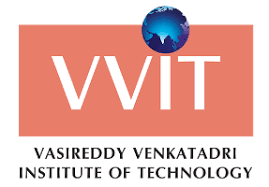 VVIT
VASIREDDY VENKATADRI
INSTITUTE OF TECHNOLOGY